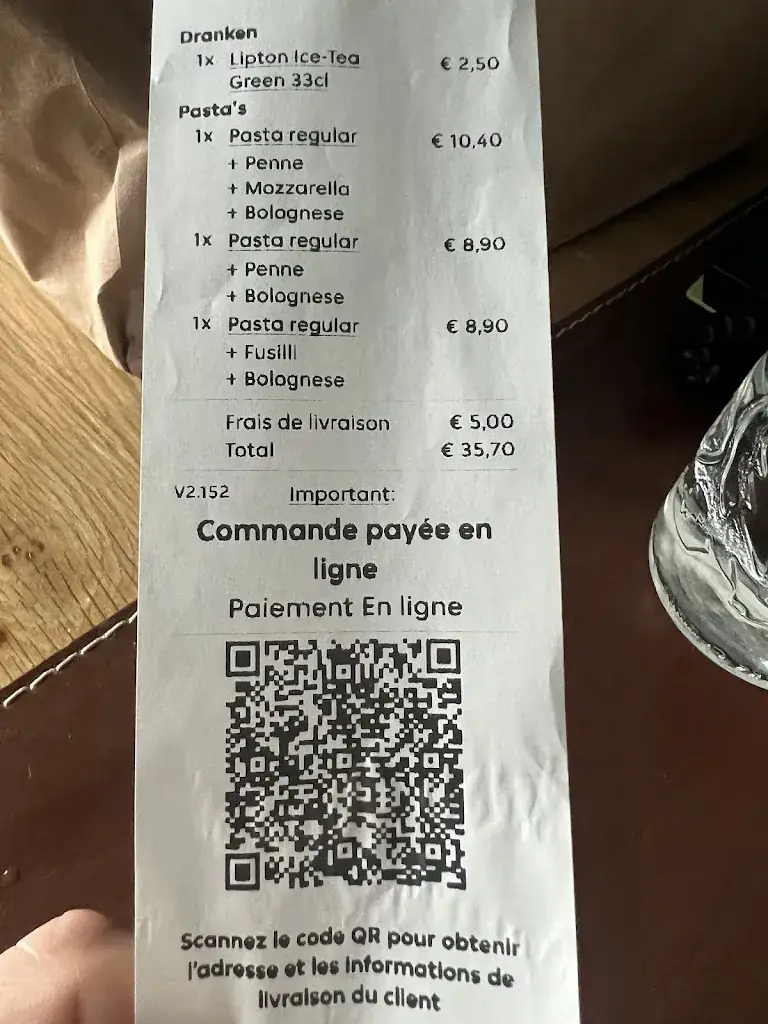 Dranken
1x Lipton Ice-Tea € 2,50
Green 33cl
Pasta's
1x Pasta regular € 10,40
+ Penne
+ Mozzarella
+ Bolognese
1x Pasta regular € 8,90
+ Penne
+ Bolognese
1x Pasta regular € 8,90
+ Fusilli
+ Bolognese
Frais de livraison € 5,00
Total € 35,70
V2.152 Important:
Commande payée en
ligne
Paiement En ligne
Scannez le code QR pour obtenir
l'adresse et les informations de
livraison du client